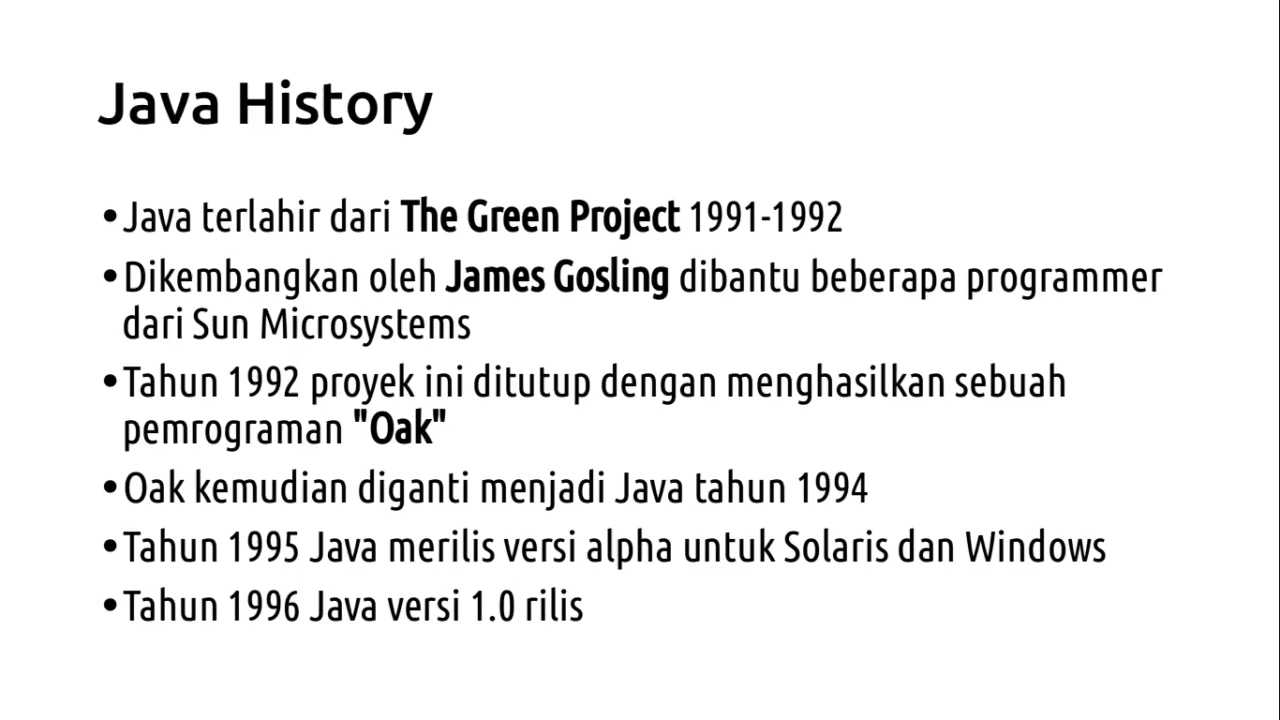 Java History
•Java terlahir dari The Green Project 1991-1992
•Dikembangkan oleh James Gosling dibantu beberapa programmer
dari Sun Microsystems
•Tahun 1992 proyek ini ditutup dengan menghasilkan sebuah
pemrograman "Oak"
•Oak kemudian diganti menjadi Java tahun 1994
•Tahun 1995 Java merilis versi alpha untuk Solaris dan Windows
•Tahun 1996 Java versi 1.0 rilis